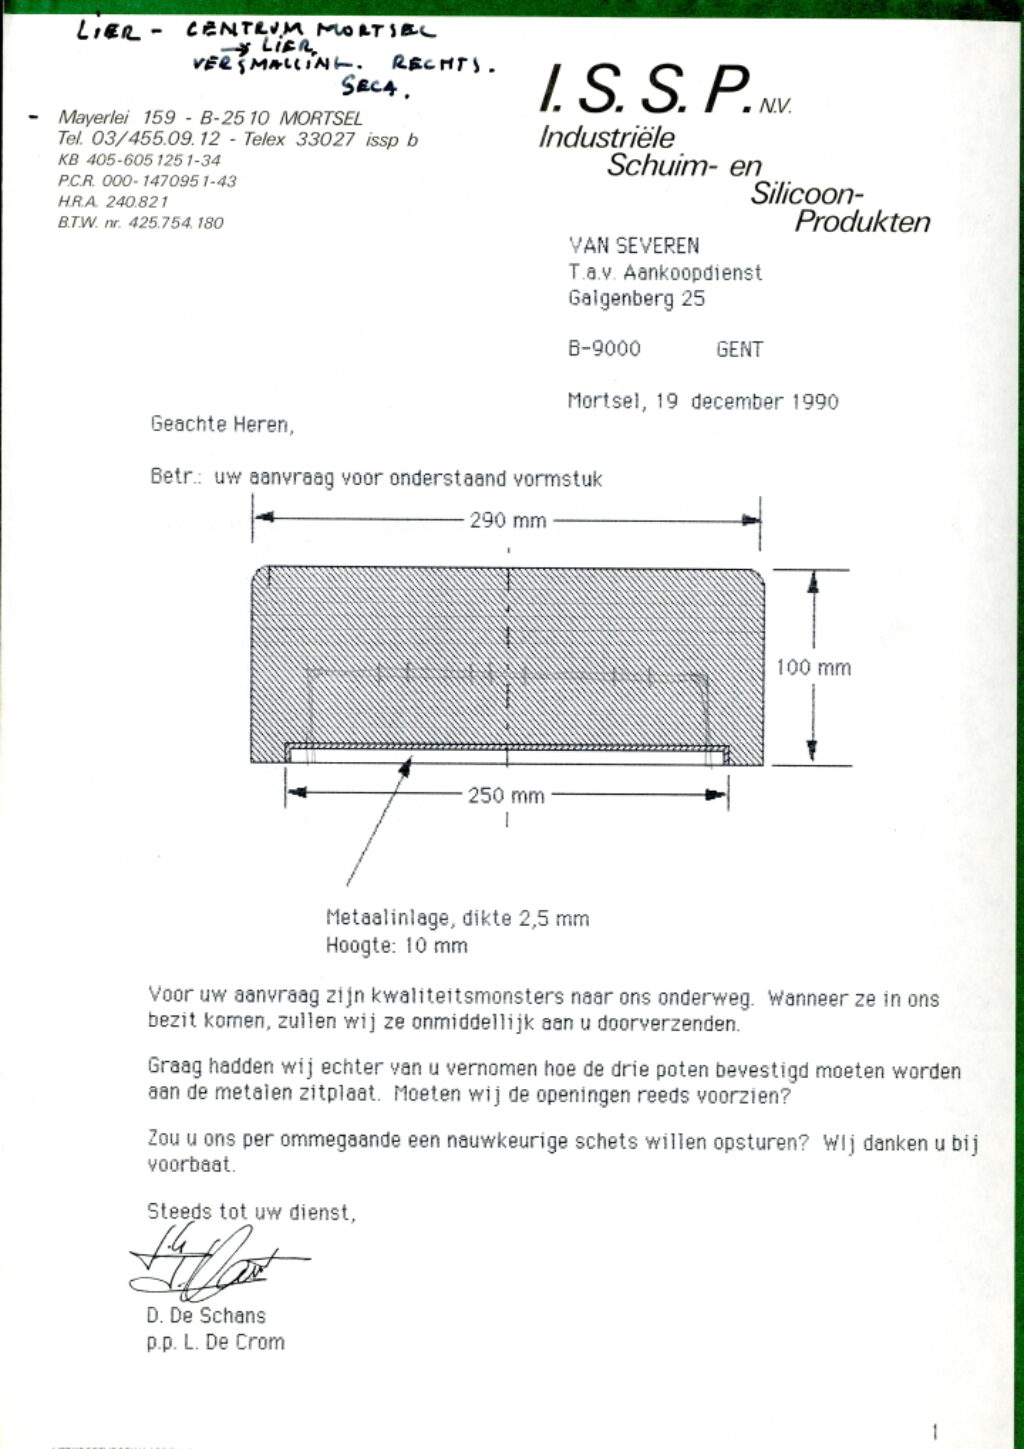 LIER - CENTRUM MORTSEL
→ LIER.
VERSMALLING. RECHTS.
SECA.
I. S. S. P. N.V.
Industriële
Schuim- en
Silicoon-
Produkten
- Mayerlei 159 - B-2510 MORTSEL
Tel. 03/455.09.12 - Telex 33027 issp b
KB 405-6051251-34
P.C.R. 000-1470951-43
H.R.A. 240.821
B.T.W. nr. 425.754.180
VAN SEVEREN
T.a.v. Aankoopdienst
Galgenberg 25
B-9000 GENT
Mortsel, 19 december 1990
Geachte Heren,
Betr.: uw aanvraag voor onderstaand vormstuk
290 mm
100 mm
250 mm
Metaalinlage, dikte 2,5 mm
Hoogte: 10 mm
Voor uw aanvraag zijn kwaliteitsmonsters naar ons onderweg. Wanneer ze in ons
bezit komen, zullen wij ze onmiddellijk aan u doorverzenden.
Graag hadden wij echter van u vernomen hoe de drie poten bevestigd moeten worden
aan de metalen zitplaat. Moeten wij de openingen reeds voorzien?
Zou u ons per ommegaande een nauwkeurige schets willen opsturen? WIj danken u bij
voorbaat.
Steeds tot uw dienst,
D. De Schans
p.p. L. De Crom
1